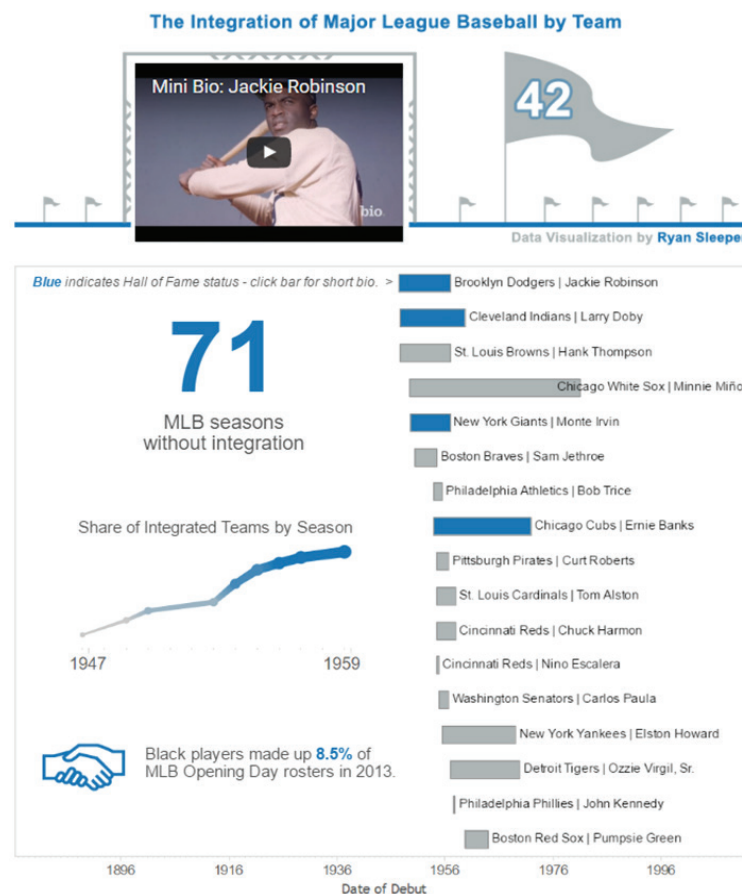 The Integration of Major League Baseball by Team
Mini Bio: Jackie Robinson
bio.
42
Data Visualization by Ryan Sleeper
Blue indicates Hall of Fame status - click bar for short bio. >
71
MLB seasons
without integration
Share of Integrated Teams by Season
1947 1959
Black players made up 8.5% of
MLB Opening Day rosters in 2013.
Brooklyn Dodgers | Jackie Robinson
Cleveland Indians | Larry Doby
St. Louis Browns | Hank Thompson
Chicago White Sox | Minnie Miño
New York Giants | Monte Irvin
Boston Braves | Sam Jethroe
Philadelphia Athletics | Bob Trice
Chicago Cubs | Ernie Banks
Pittsburgh Pirates | Curt Roberts
St. Louis Cardinals | Tom Alston
Cincinnati Reds | Chuck Harmon
Cincinnati Reds | Nino Escalera
Washington Senators | Carlos Paula
New York Yankees | Elston Howard
Detroit Tigers | Ozzie Virgil, Sr.
Philadelphia Phillies | John Kennedy
Boston Red Sox | Pumpsie Green
1896 1916 1936 1956 1976 1996
Date of Debut